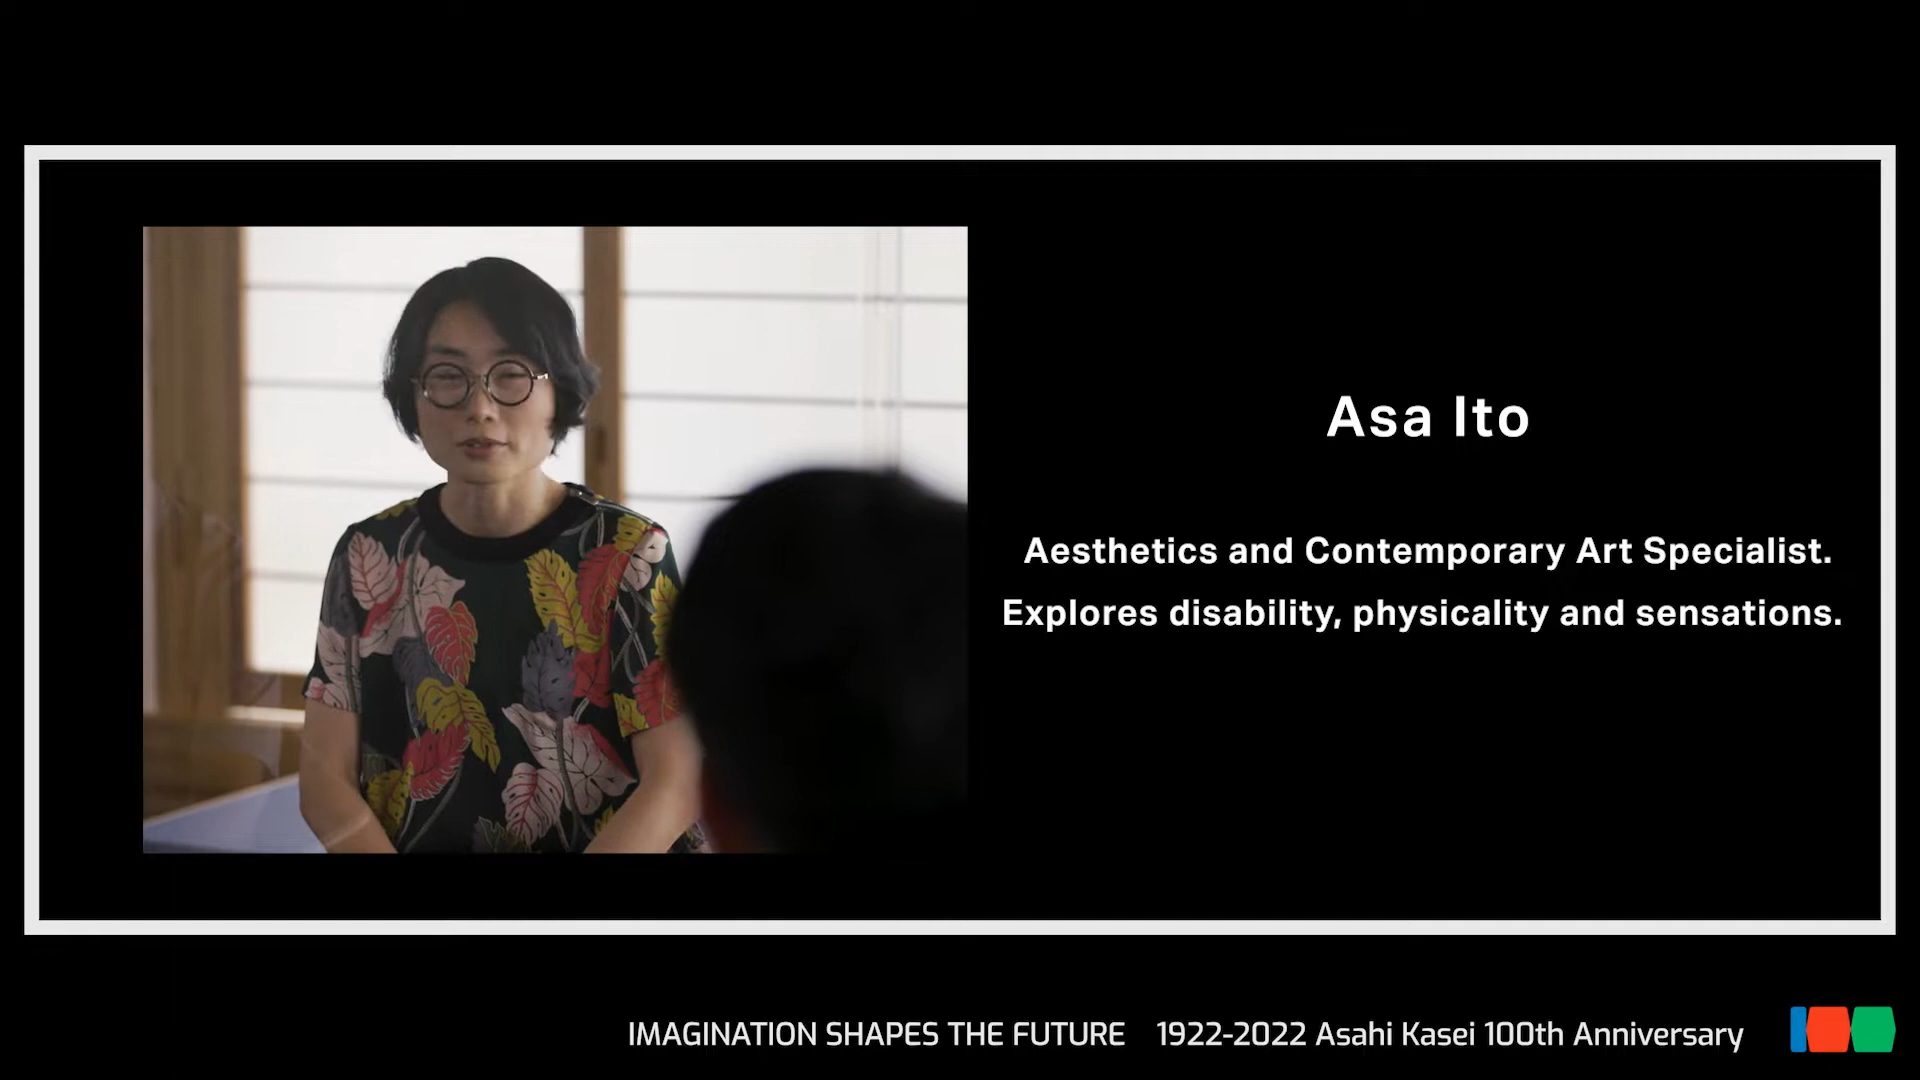 Asa Ito
Aesthetics and Contemporary Art Specialist.
Explores disability, physicality and sensations.
IMAGINATION SHAPES THE FUTURE 1922-2022 Asahi Kasei 100th Anniversary